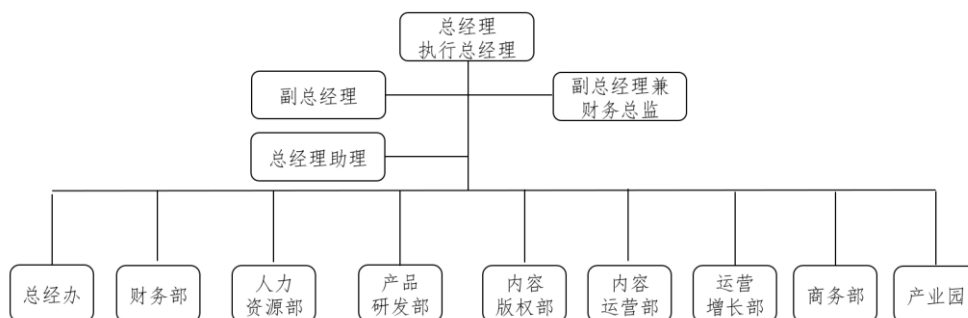 总经理
执行总经理
副总经理
副总经理兼
财务总监
总经理助理
总经办
财务部
人力
资源部
产品
研发部
内容
版权部
内容
运营部
运营
增长部
商务部
产业园